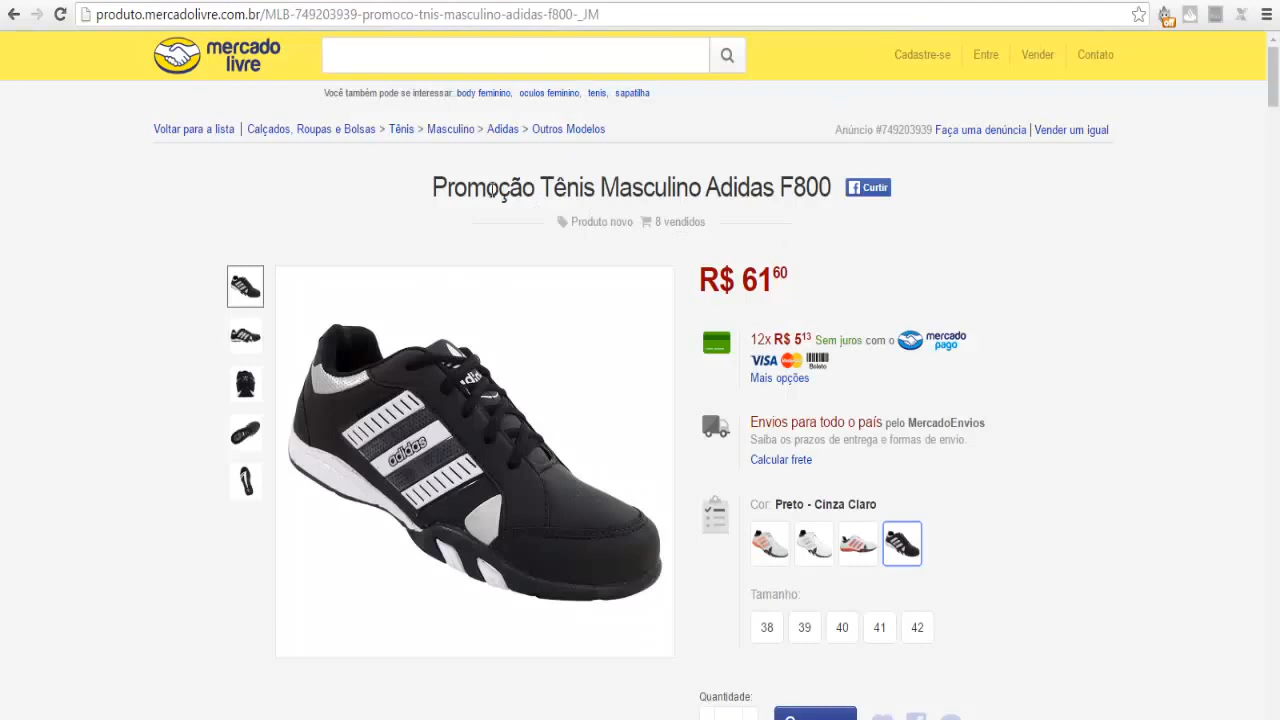 produto.mercadolivre.com.br/MLB-749203939-promoco-tnis-masculino-adidas-f800-_JM
off
mercado
livre
Cadastre-se Entre Vender Contato
Você também pode se interessar: body feminino, oculos feminino, tenis, sapatilha
Voltar para a lista | Calçados, Roupas e Bolsas > Tênis > Masculino > Adidas > Outros Modelos
Anúncio #749203939 Faça uma denúncia | Vender um igual
Promoção Tênis Masculino Adidas F800
Curtir
Produto novo 8 vendidos
R$ 61 60
12x R$ 5 13 Sem juros com o mercado pago
VISA Boleto
Mais opções
adidas
Envios para todo o país pelo MercadoEnvios
Saiba os prazos de entrega e formas de envio.
Calcular frete
Cor: Preto - Cinza Claro
Tamanho:
38 39 40 41 42
Quantidade: